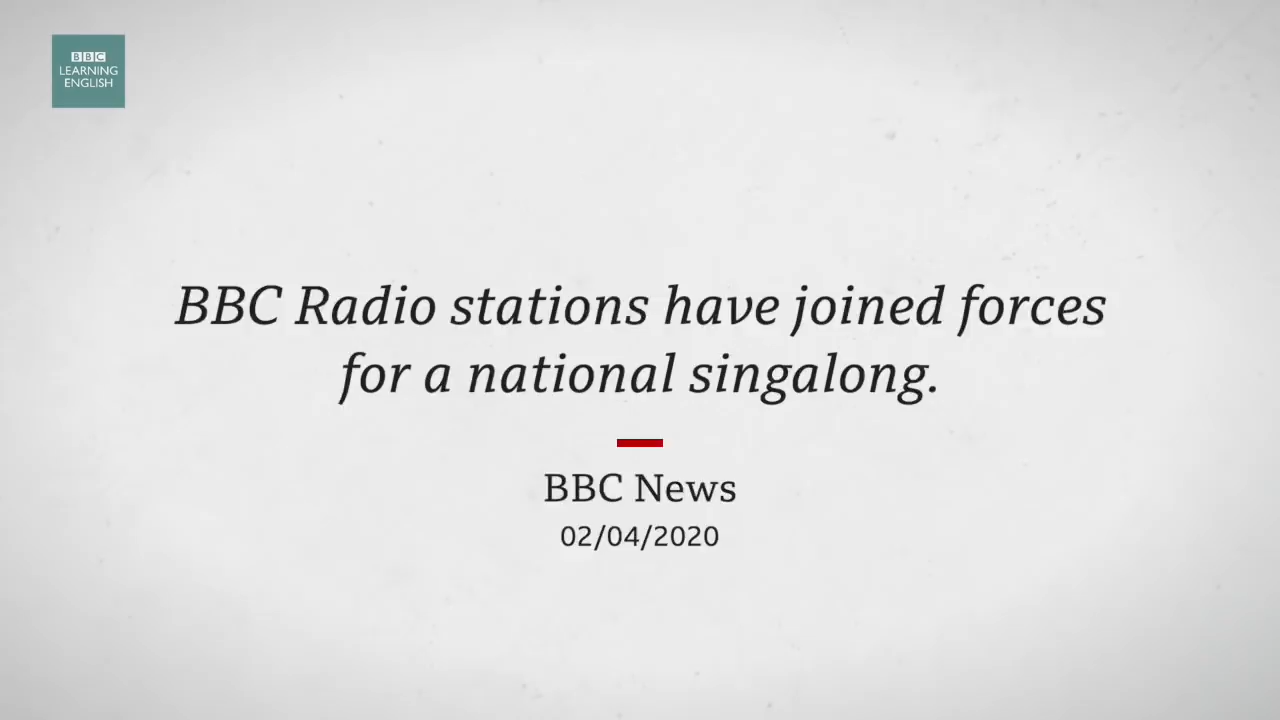 BBC
LEARNING
ENGLISH
BBC Radio stations have joined forces
for a national singalong.
BBC News
02/04/2020